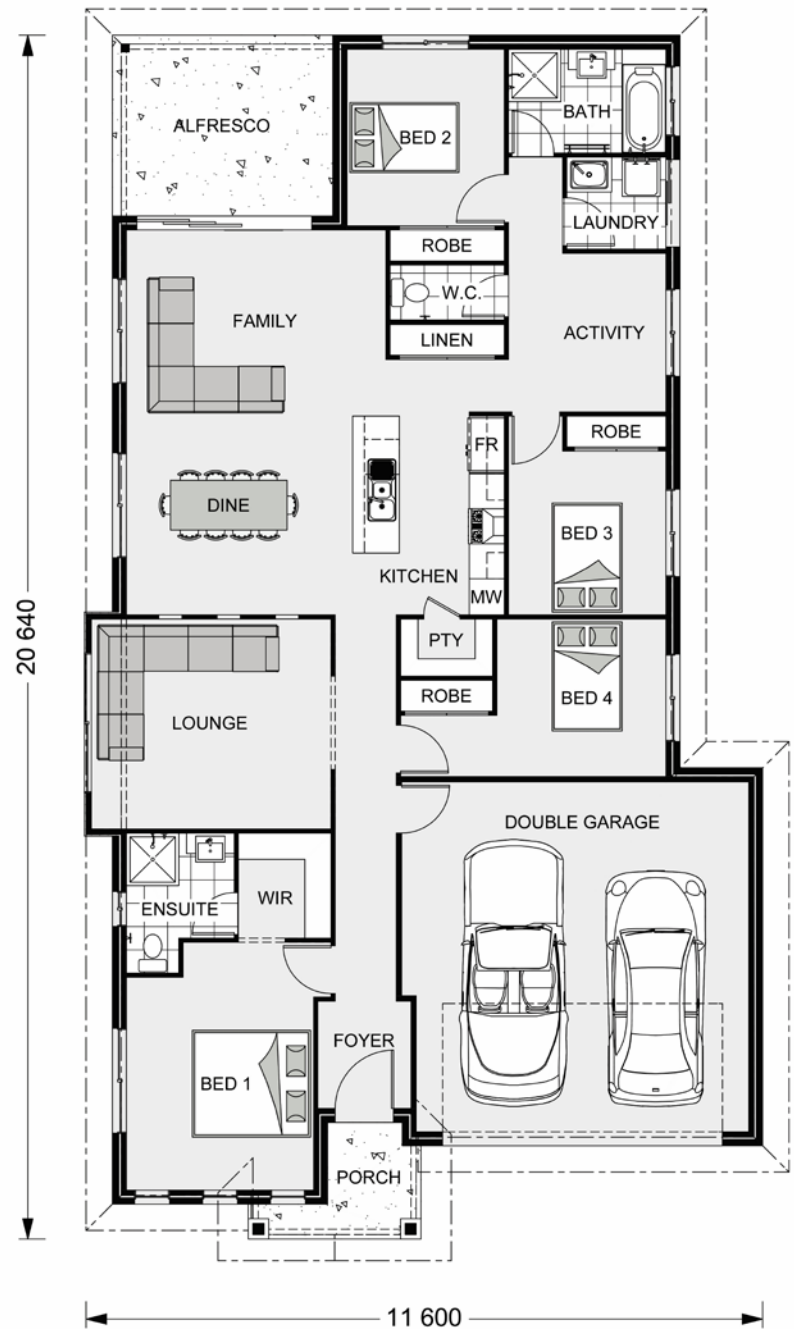 ALFRESCO
BED 2
BATH
LAUNDRY
ROBE
W.C.
LINEN
FAMILY
ACTIVITY
ROBE
FR
DINE
BED 3
KITCHEN
MW
PTY
20 640
ROBE
BED 4
LOUNGE
DOUBLE GARAGE
WIR
ENSUITE
FOYER
BED 1
PORCH
11 600